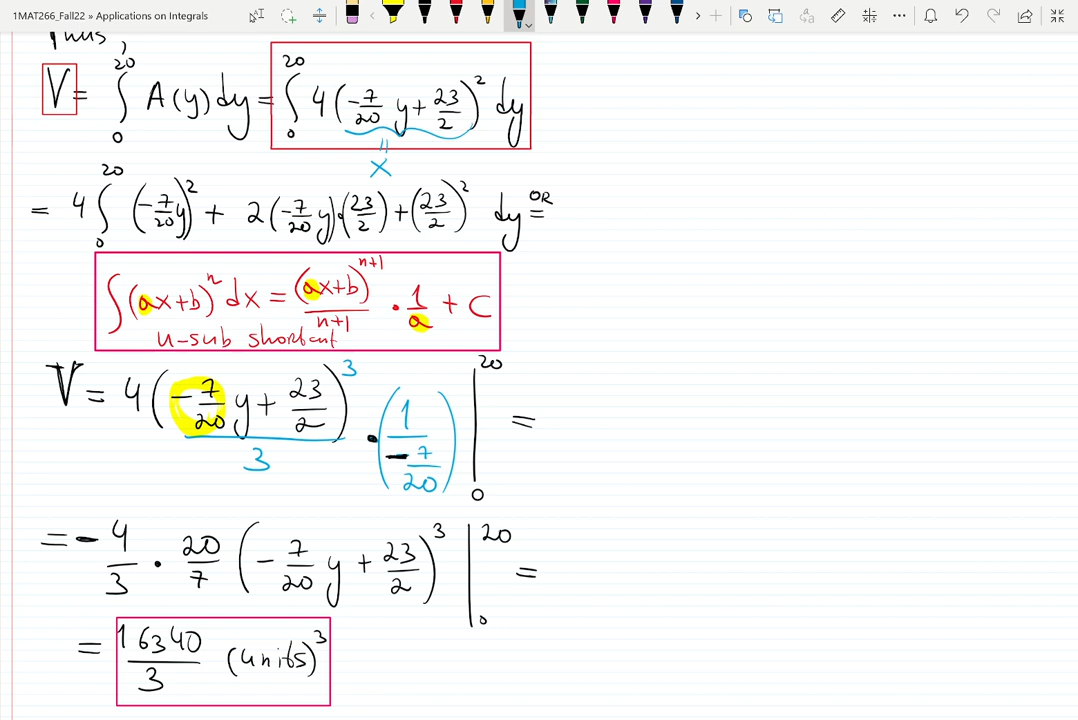 1MAT266_Fall22 » Applications on Integrals
Thus,
V = ∫₀²⁰ A(y) dy = ∫₀²⁰ 4(-7/20 y + 23/2)² dy
" x
= 4 ∫₀²⁰ (-7/20 y)² + 2(-7/20 y)·(23/2) + (23/2)² dy = OR
∫(ax+b)ⁿ dx = (ax+b)ⁿ⁺¹/(n+1) · 1/a + C
u-sub shortcut
V = 4 (-7/20 y + 23/2)³/3 · (1/(-7/20)) |₀²⁰ =
= -4/3 · 20/7 (-7/20 y + 23/2)³ |₀²⁰ =
= 16340/3 (units)³